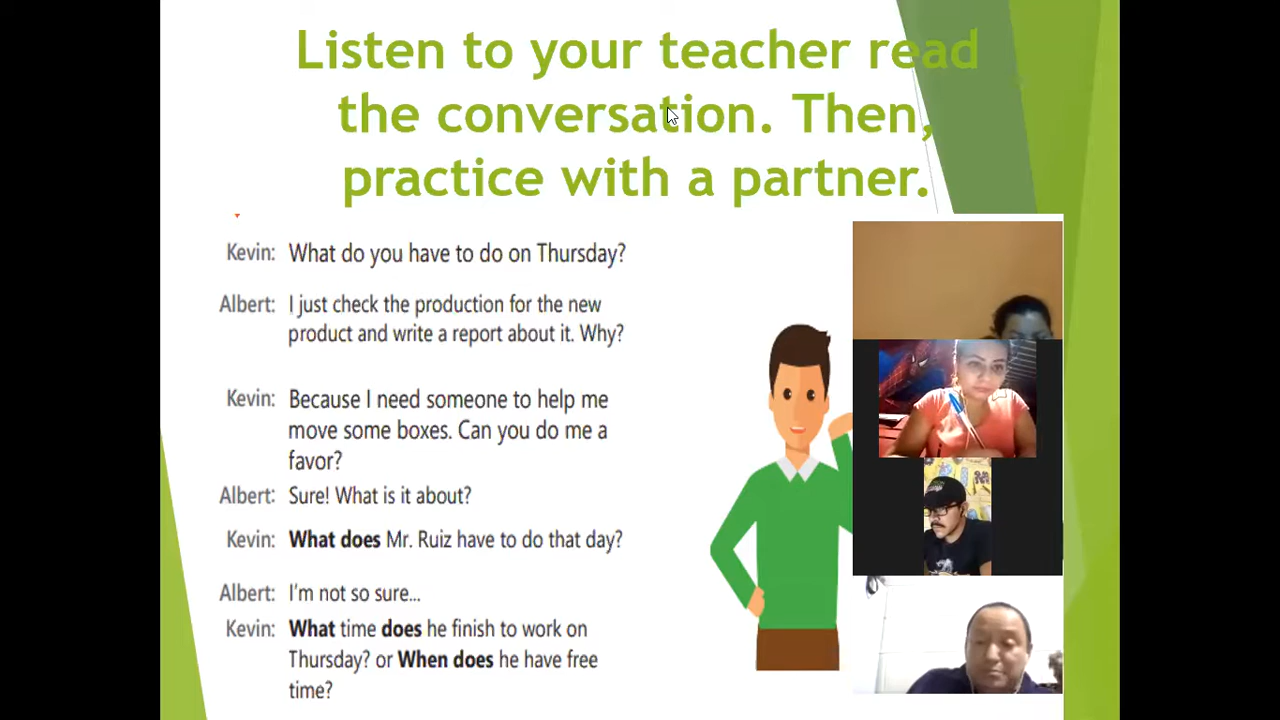 Listen to your teacher read
the conversation. Then,
practice with a partner.
Kevin: What do you have to do on Thursday?
Albert: I just check the production for the new
product and write a report about it. Why?
Kevin: Because I need someone to help me
move some boxes. Can you do me a
favor?
Albert: Sure! What is it about?
Kevin: What does Mr. Ruiz have to do that day?
Albert: I'm not so sure...
Kevin: What time does he finish to work on
Thursday? or When does he have free
time?